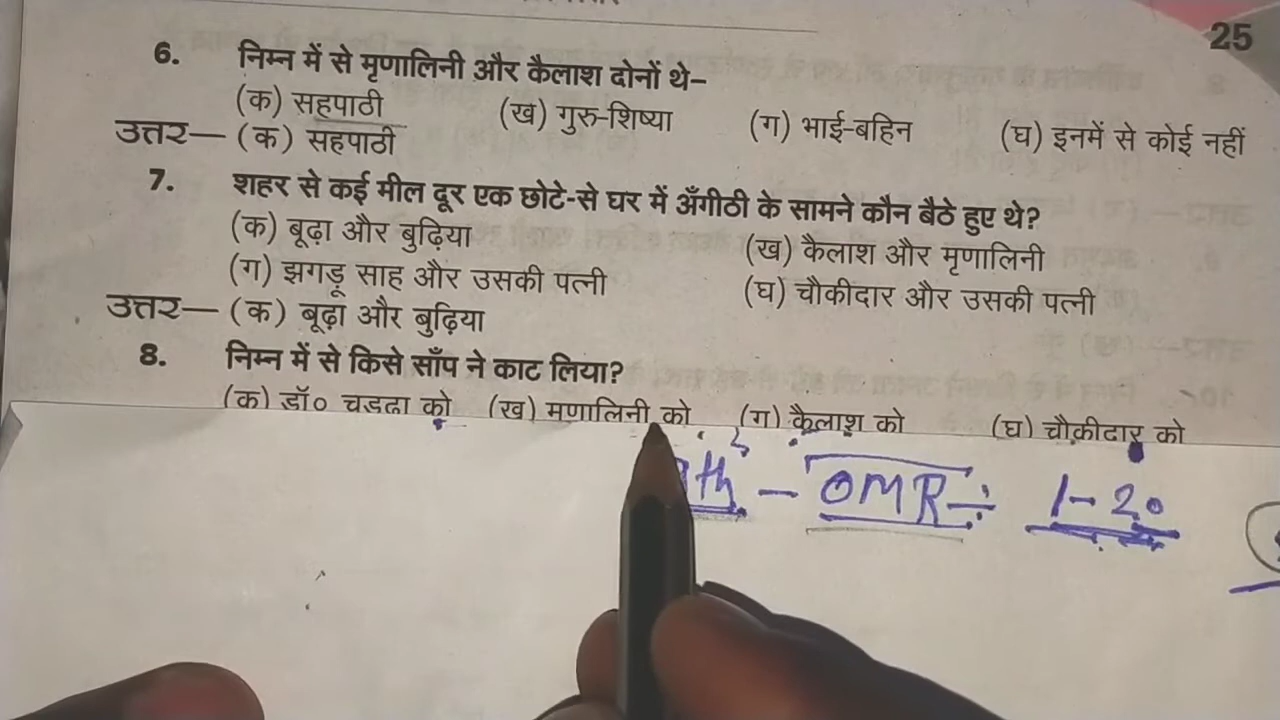 25
6. निम्न में से मृणालिनी और कैलाश दोनों थे–
(क) सहपाठी (ख) गुरु-शिष्या (ग) भाई-बहिन (घ) इनमें से कोई नहीं
उत्तर— (क) सहपाठी
7. शहर से कई मील दूर एक छोटे-से घर में अँगीठी के सामने कौन बैठे हुए थे?
(क) बूढ़ा और बुढ़िया (ख) कैलाश और मृणालिनी
(ग) झगड़ू साह और उसकी पत्नी (घ) चौकीदार और उसकी पत्नी
उत्तर— (क) बूढ़ा और बुढ़िया
8. निम्न में से किसे साँप ने काट लिया?
(क) डॉ० चड्ढा को (ख) मृणालिनी को (ग) कैलाश को (घ) चौकीदार को
th – OMR ÷ 1-20